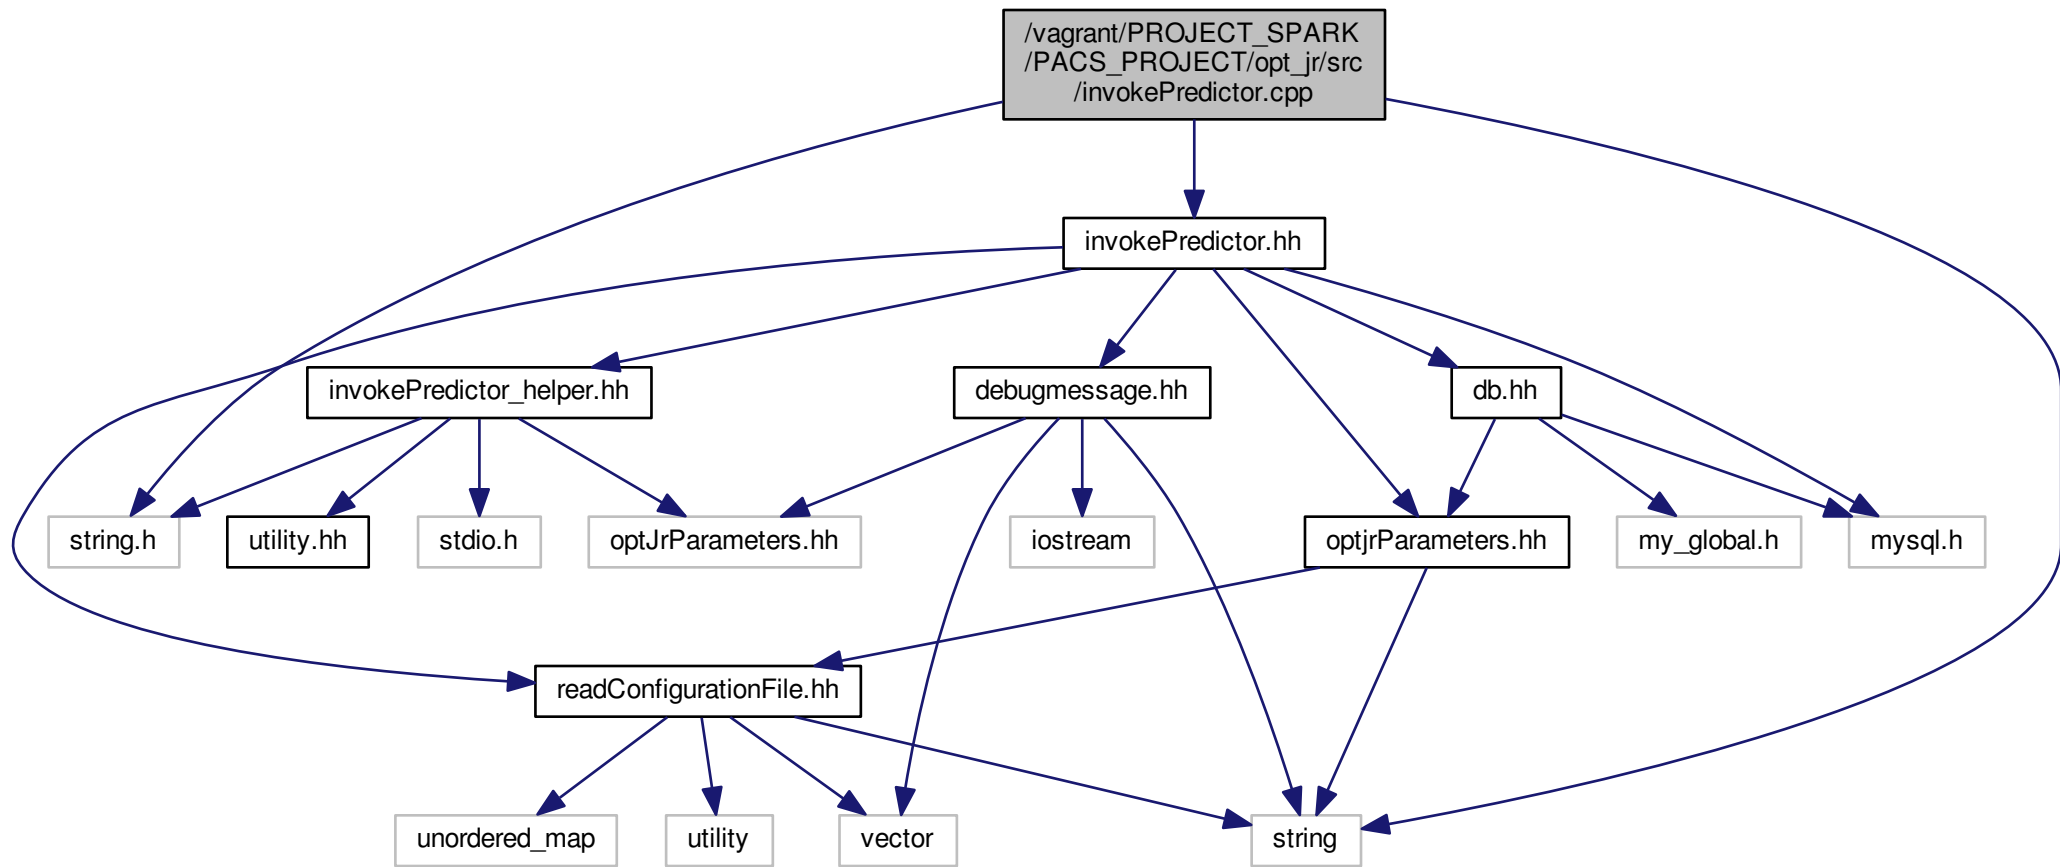 /vagrant/PROJECT_SPARK
/PACS_PROJECT/opt_jr/src
/invokePredictor.cpp
invokePredictor.hh
invokePredictor_helper.hh
debugmessage.hh
db.hh
string.h
utility.hh
stdio.h
optJrParameters.hh
iostream
optjrParameters.hh
my_global.h
mysql.h
readConfigurationFile.hh
unordered_map
utility
vector
string